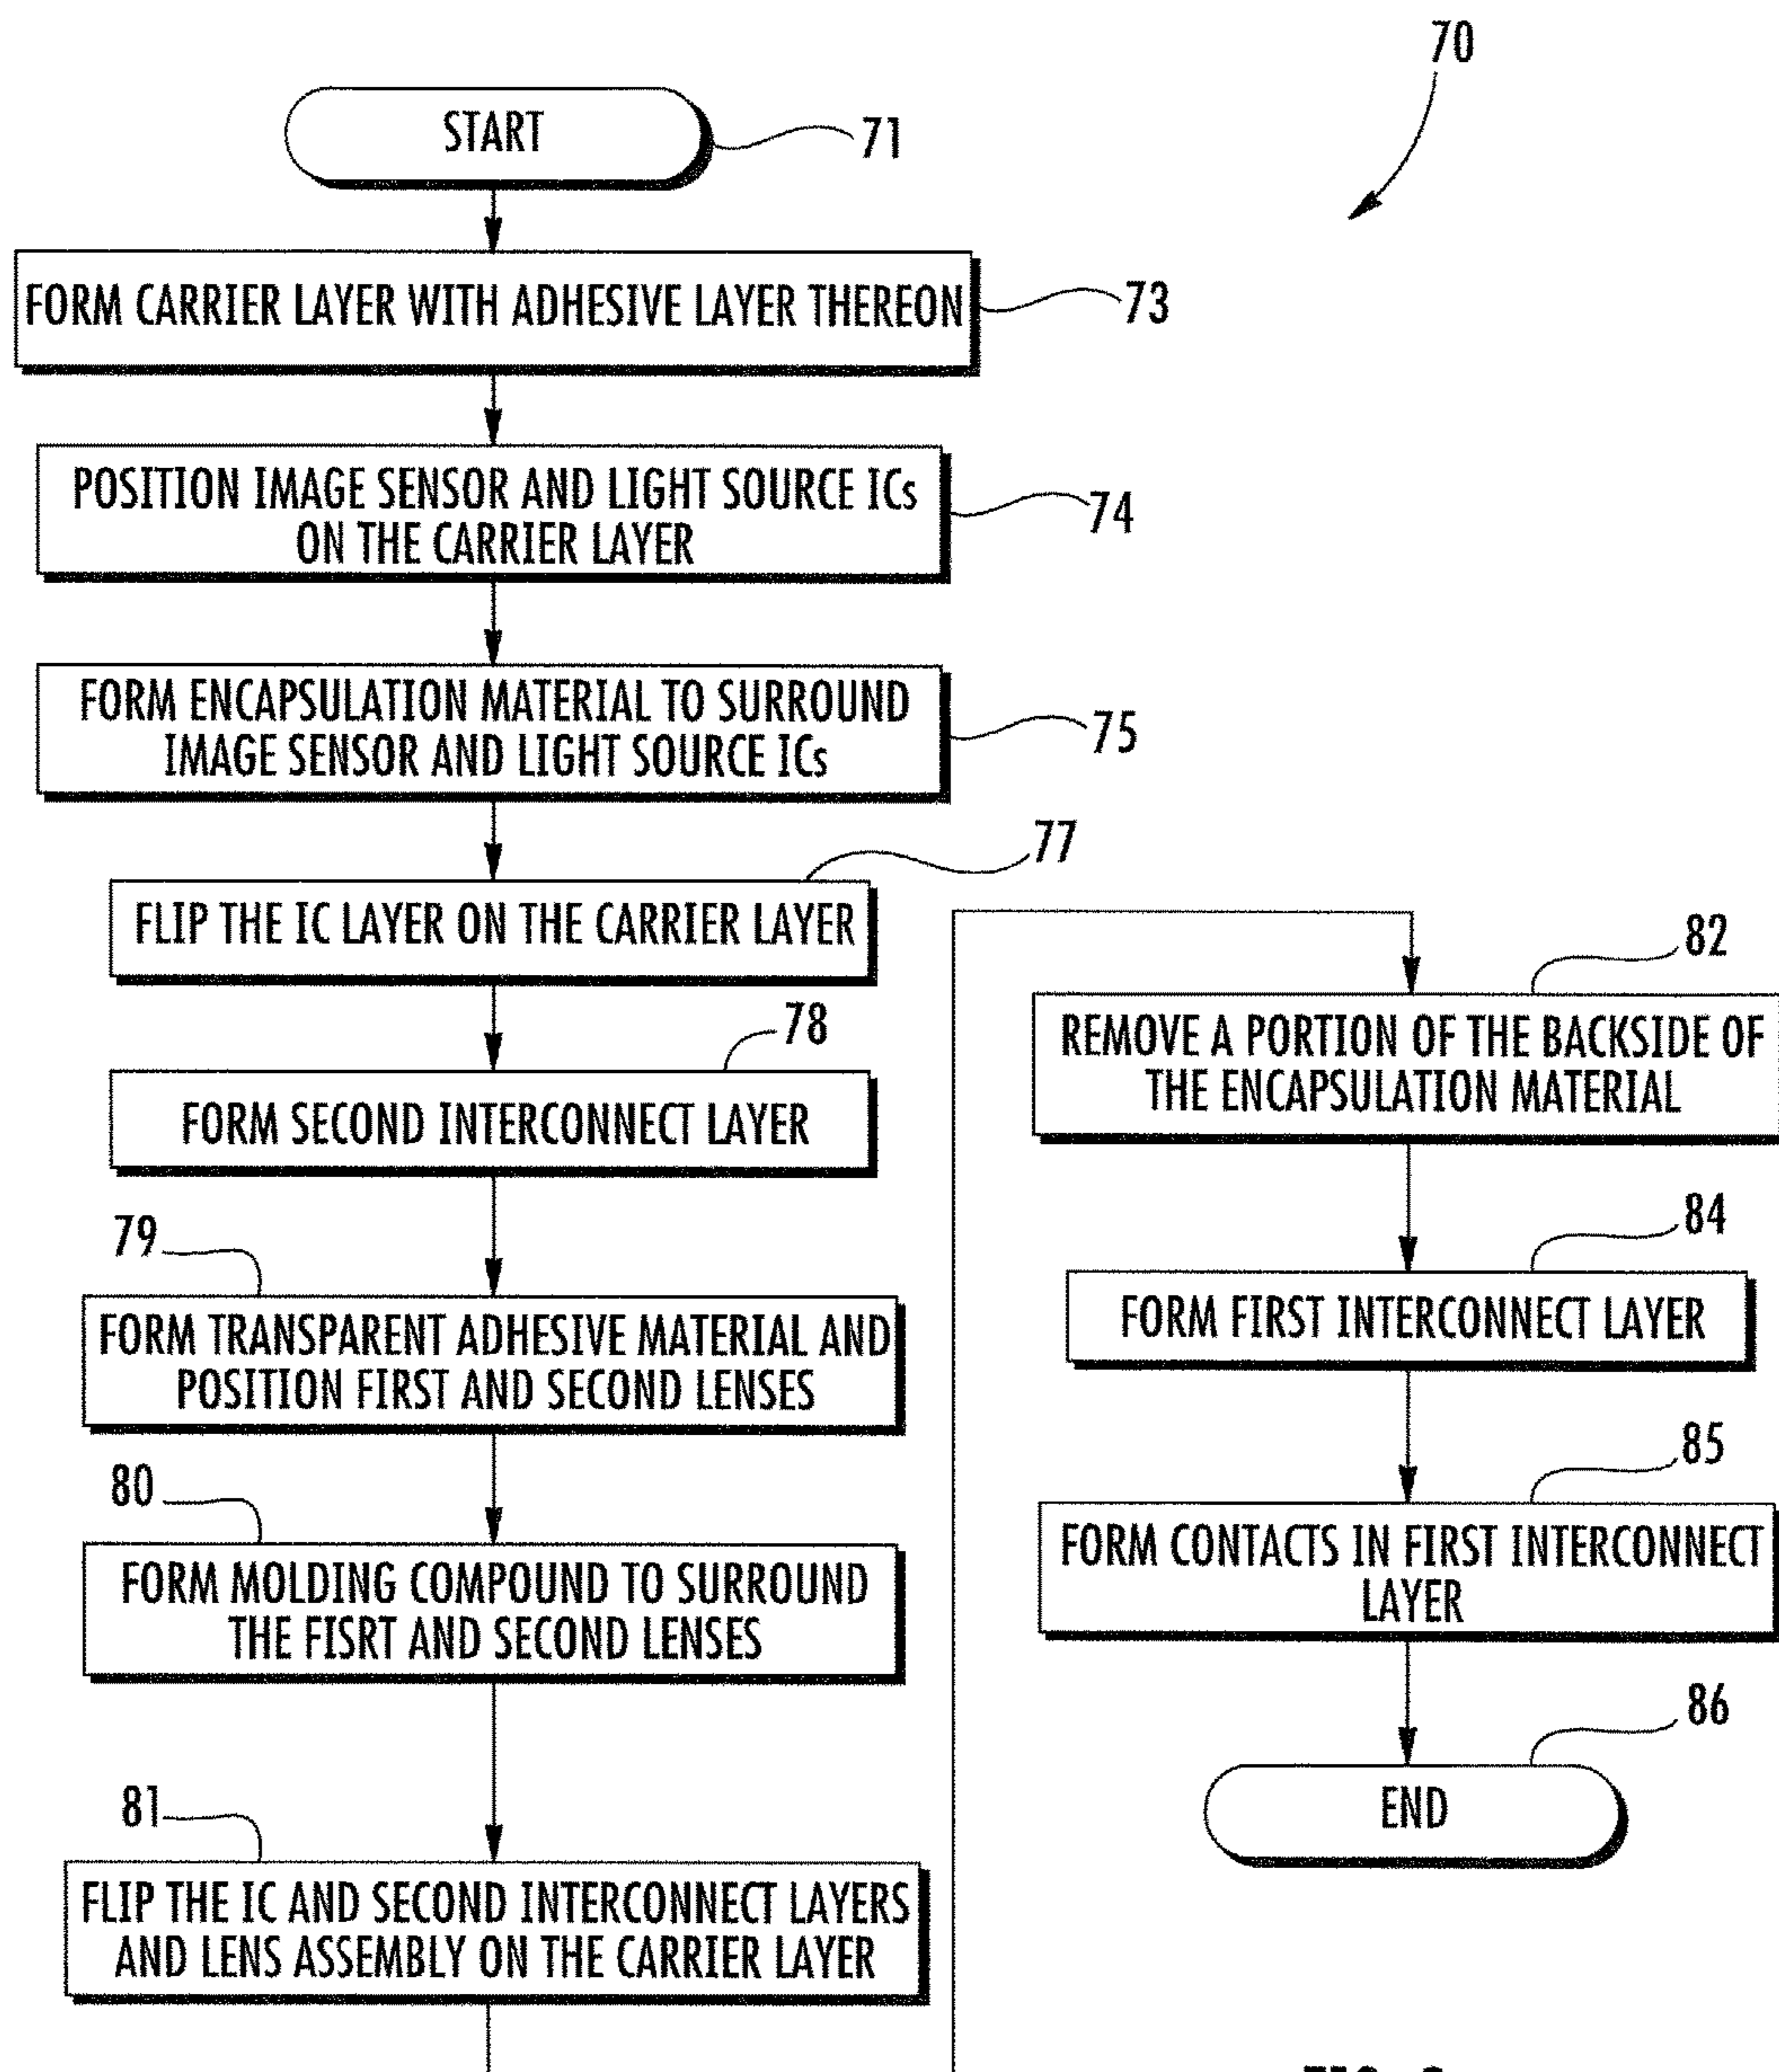 70
START
71
FORM CARRIER LAYER WITH ADHESIVE LAYER THEREON
73
POSITION IMAGE SENSOR AND LIGHT SOURCE ICs
ON THE CARRIER LAYER
74
FORM ENCAPSULATION MATERIAL TO SURROUND
IMAGE SENSOR AND LIGHT SOURCE ICs
75
77
FLIP THE IC LAYER ON THE CARRIER LAYER
78
FORM SECOND INTERCONNECT LAYER
79
FORM TRANSPARENT ADHESIVE MATERIAL AND
POSITION FIRST AND SECOND LENSES
80
FORM MOLDING COMPOUND TO SURROUND
THE FISRT AND SECOND LENSES
81
FLIP THE IC AND SECOND INTERCONNECT LAYERS
AND LENS ASSEMBLY ON THE CARRIER LAYER
82
REMOVE A PORTION OF THE BACKSIDE OF
THE ENCAPSULATION MATERIAL
84
FORM FIRST INTERCONNECT LAYER
85
FORM CONTACTS IN FIRST INTERCONNECT
LAYER
86
END